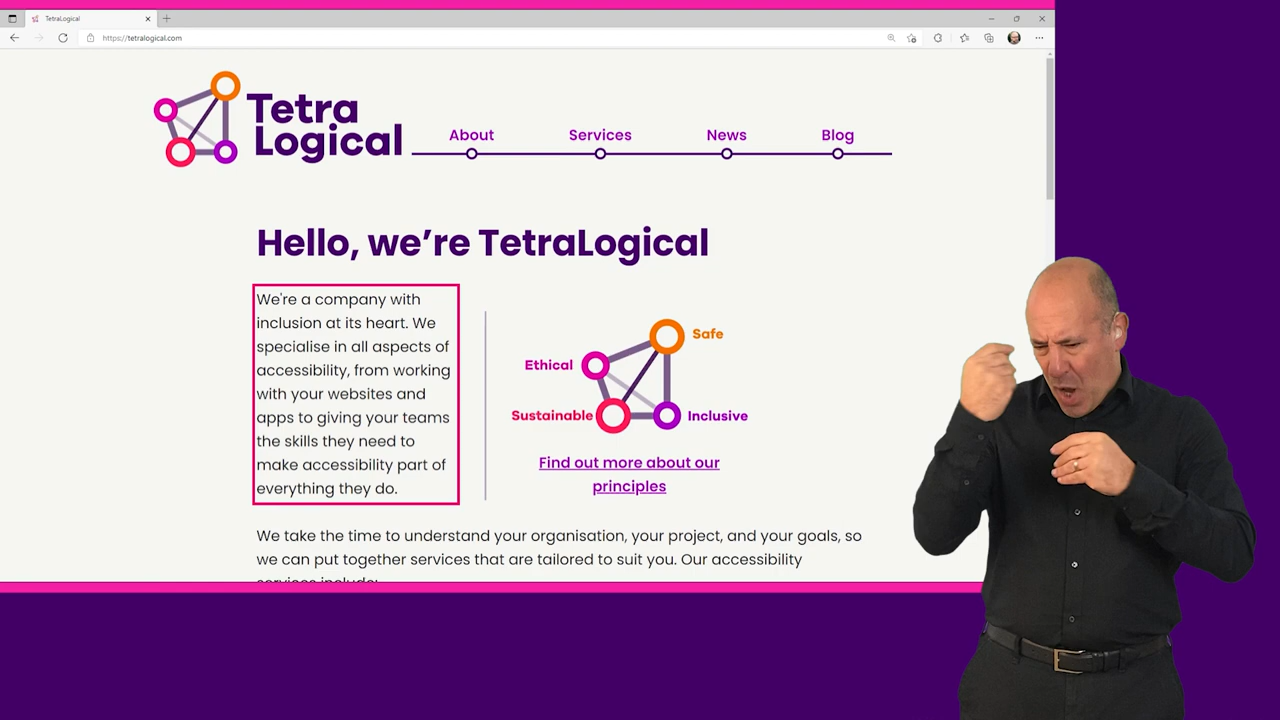 TetraLogical
https://tetralogical.com
Tetra
Logical
About
Services
News
Blog
Hello, we’re TetraLogical
We're a company with
inclusion at its heart. We
specialise in all aspects of
accessibility, from working
with your websites and
apps to giving your teams
the skills they need to
make accessibility part of
everything they do.
Safe
Ethical
Sustainable
Inclusive
Find out more about our
principles
We take the time to understand your organisation, your project, and your goals, so
we can put together services that are tailored to suit you. Our accessibility
services include: